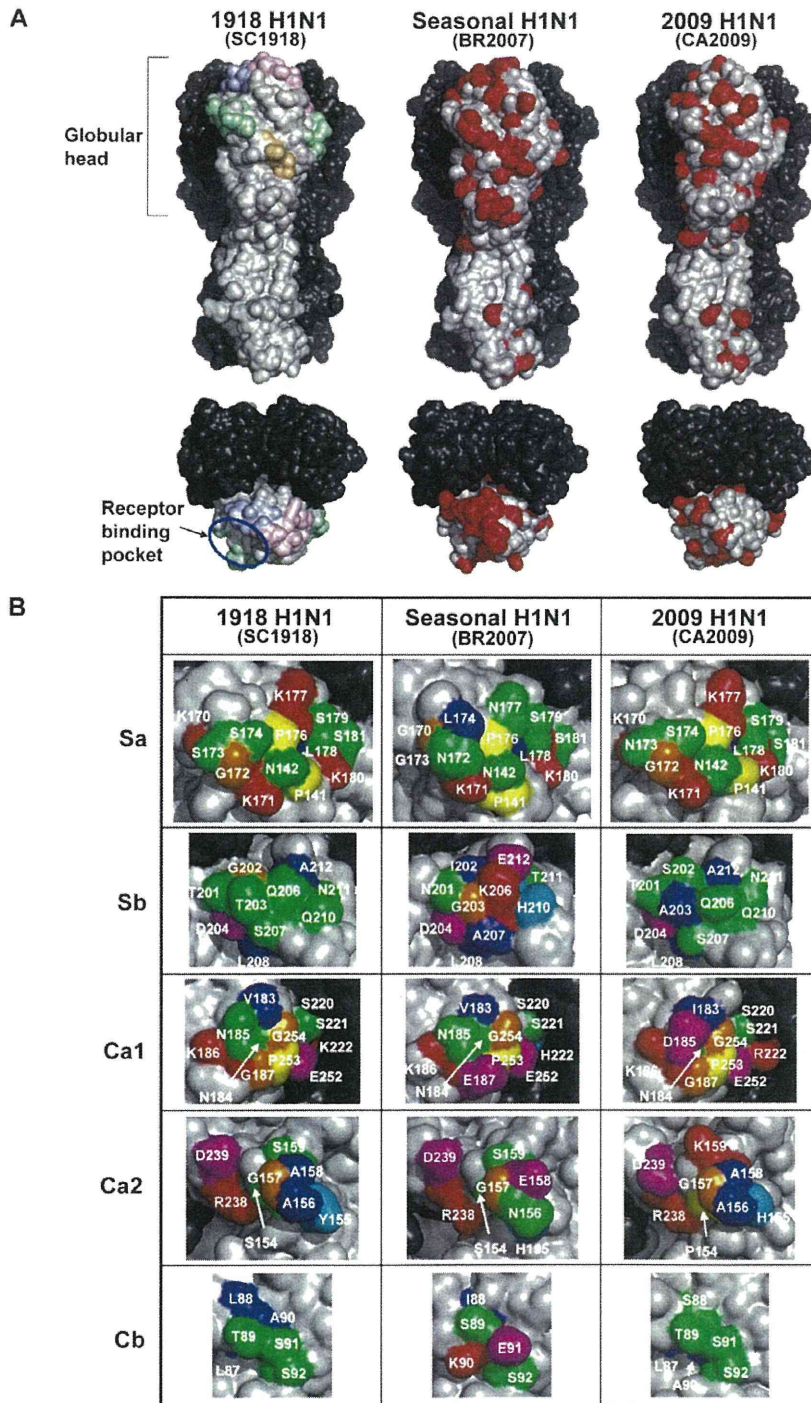 A
1918 H1N1
(SC1918)
Seasonal H1N1
(BR2007)
2009 H1N1
(CA2009)
Globular
head
Receptor
binding
pocket
B
1918 H1N1
(SC1918)
Seasonal H1N1
(BR2007)
2009 H1N1
(CA2009)
Sa
K177
K170
S174
P176
S179
S181
S173
L178
G172
N142
K180
K171
P141
N177
L174
S179
G170
P176
S181
G173
N172
L178
N142
K171
K180
P141
K177
K170
S174
P176
S179
S181
N173
L178
G172
N142
K180
K171
P141
Sb
G202
A212
T201
Q206
N211
T203
Q210
D204
S207
L208
I202
E212
N201
K206
T211
G203
H210
D204
A207
L208
S202
A212
T201
Q206
N211
A203
Q210
D204
S207
L208
Ca1
V183
S220
S221
N185
G254
K222
K186
P253
G187
E252
N184
V183
S220
S221
N185
G254
H222
K186
P253
E187
E252
N184
I183
S220
S221
D185
G254
R222
K186
P253
G187
E252
N184
Ca2
D239
S159
G157
A158
R238
A156
Y155
S154
D239
S159
G157
E158
R238
N156
S154
H155
K159
D239
G157
A158
A156
R238
H155
P154
Cb
L88
A90
T89
S91
L87
S92
I88
S89
E91
K90
S92
S88
T89
S91
L87
S92
A90